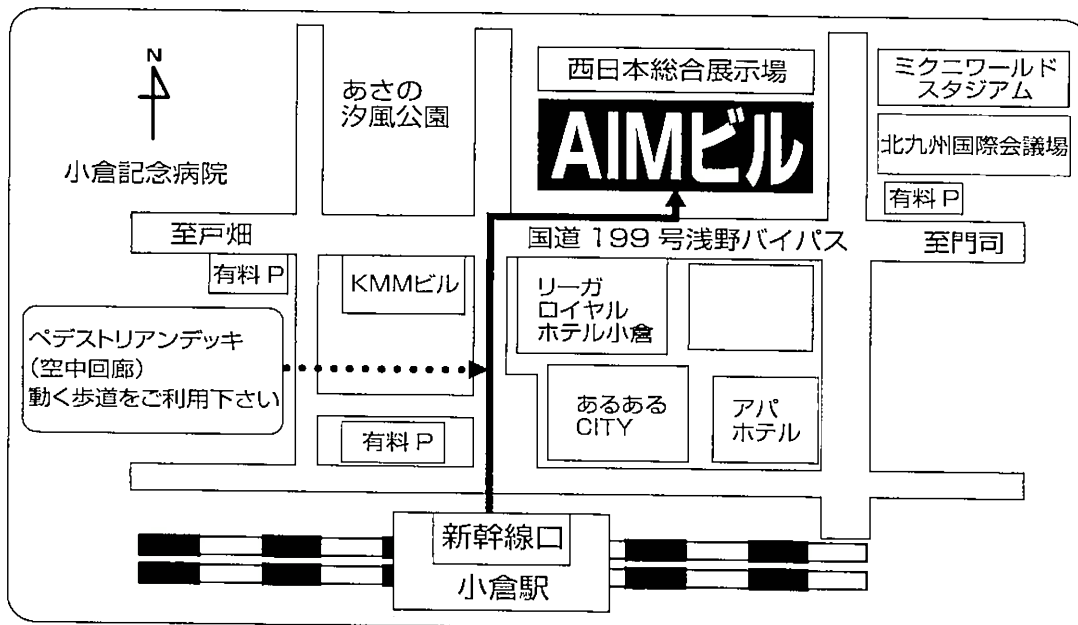 N
小倉記念病院
あさの
汐風公園
西日本総合展示場
AIMビル
ミクニワールド
スタジアム
北九州国際会議場
有料 P
至戸畑
国道 199 号浅野バイパス
至門司
有料 P
KMMビル
リーガ
ロイヤル
ホテル小倉
ペデストリアンデッキ
(空中回廊)
動く歩道をご利用下さい
有料 P
あるある
CITY
アパ
ホテル
新幹線口
小倉駅